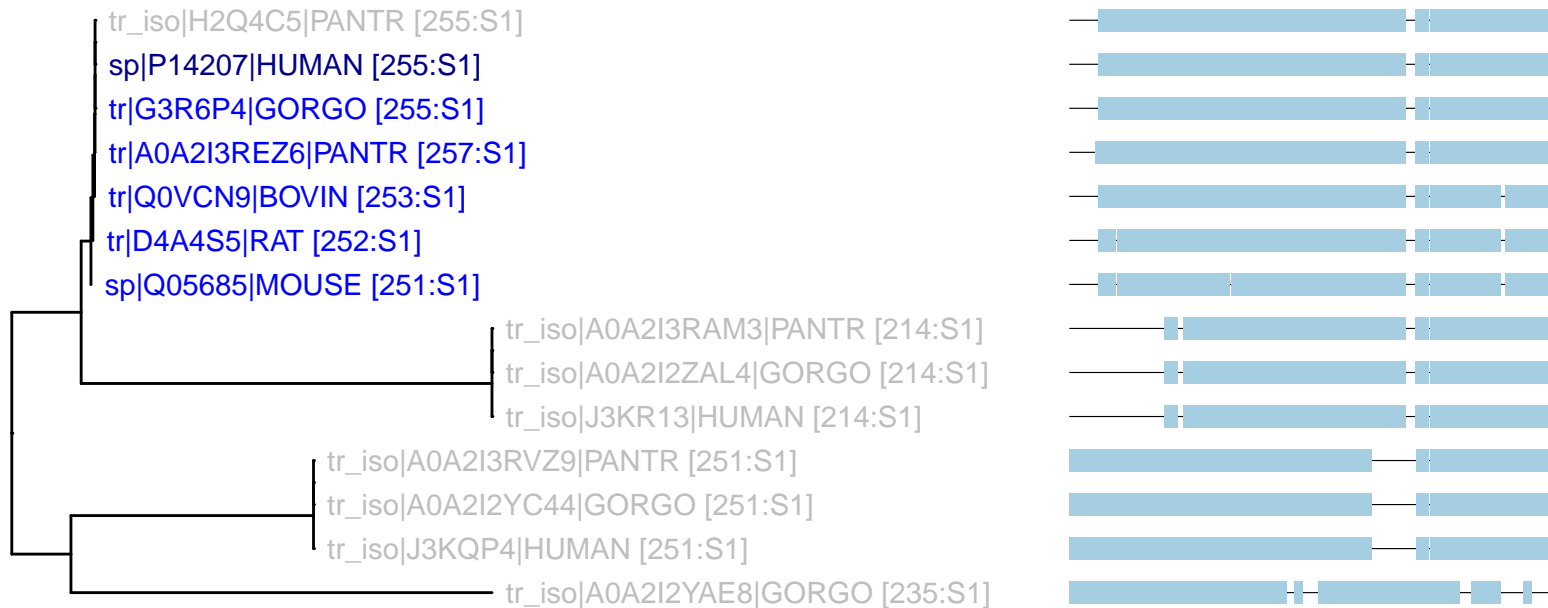 tr_iso|H2Q4C5|PANTR [255:S1]
sp|P14207|HUMAN [255:S1]
tr|G3R6P4|GORGO [255:S1]
tr|A0A2I3REZ6|PANTR [257:S1]
tr|Q0VCN9|BOVIN [253:S1]
tr|D4A4S5|RAT [252:S1]
sp|Q05685|MOUSE [251:S1]
tr_iso|A0A2I3RAM3|PANTR [214:S1]
tr_iso|A0A2I2ZAL4|GORGO [214:S1]
tr_iso|J3KR13|HUMAN [214:S1]
tr_iso|A0A2I3RVZ9|PANTR [251:S1]
tr_iso|A0A2I2YC44|GORGO [251:S1]
tr_iso|J3KQP4|HUMAN [251:S1]
tr_iso|A0A2I2YAE8|GORGO [235:S1]